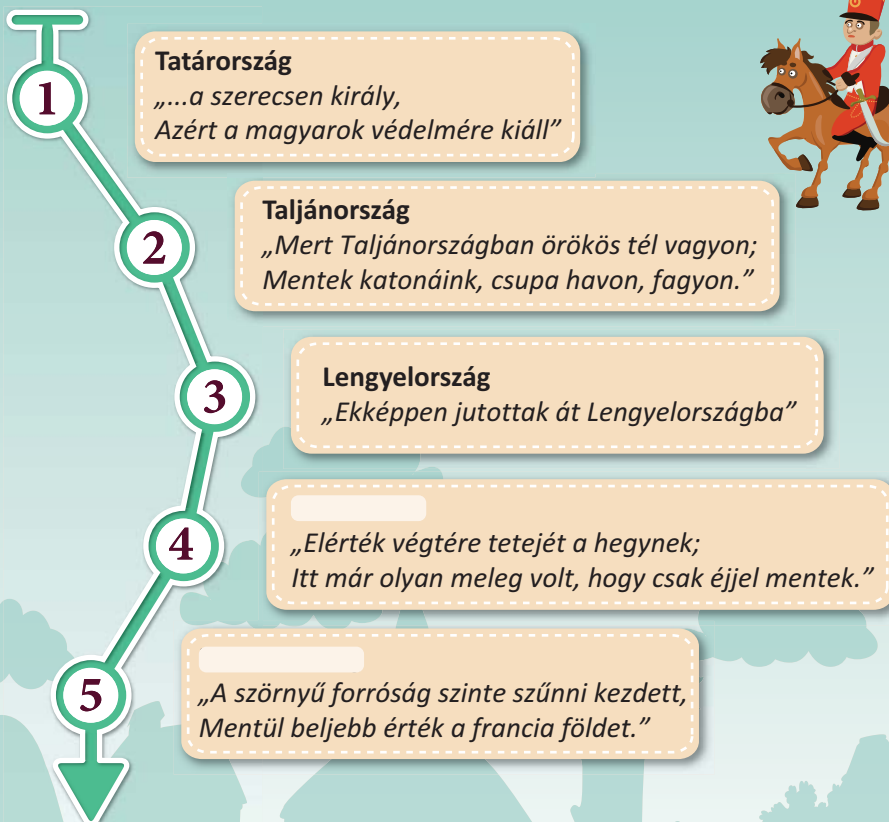 1
Tatárország
„...a szerecsen király,
Azért a magyarok védelmére kiáll”
2
Taljánország
„Mert Taljánországban örökös tél vagyon;
Mentek katonáink, csupa havon, fagyon.”
3
Lengyelország
„Ekképpen jutottak át Lengyelországba”
4
„Elérték végtére tetejét a hegynek;
Itt már olyan meleg volt, hogy csak éjjel mentek.”
5
„A szörnyű forróság szinte szűnni kezdett,
Mentül beljebb érték a francia földet.”